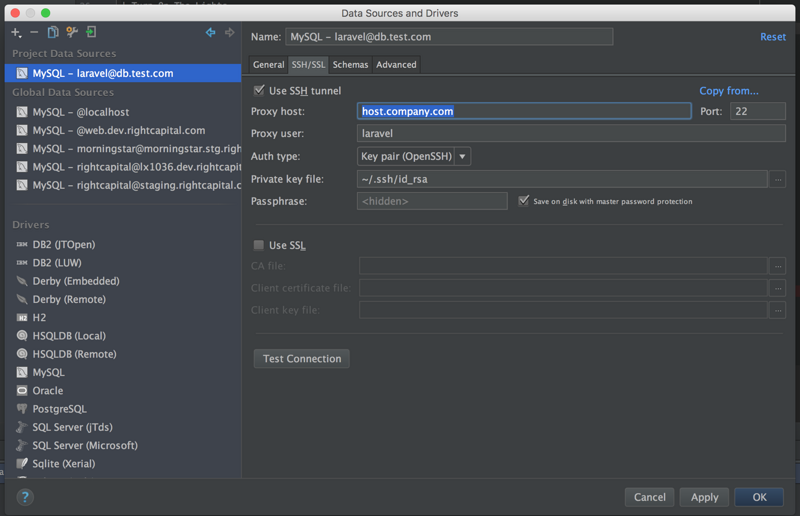 Data Sources and Drivers
Project Data Sources
MySQL – laravel@db.test.com
Global Data Sources
MySQL – @localhost
MySQL – @web.dev.rightcapital.com
MySQL – morningstar@morningstar.stg.righ
MySQL – rightcapital@lx1036.dev.rightcapit
MySQL – rightcapital@staging.rightcapital.c
Drivers
DB2 (JTOpen)
DB2 (LUW)
Derby (Embedded)
Derby (Remote)
H2
HSQLDB (Local)
HSQLDB (Remote)
MySQL
Oracle
PostgreSQL
SQL Server (jTds)
SQL Server (Microsoft)
Sqlite (Xerial)
?
Name: MySQL – laravel@db.test.com Reset
General SSH/SSL Schemas Advanced
Use SSH tunnel Copy from...
Proxy host: host.company.com Port: 22
Proxy user: laravel
Auth type: Key pair (OpenSSH)
Private key file: ~/.ssh/id_rsa ...
Passphrase: <hidden> Save on disk with master password protection
Use SSL
CA file: ...
Client certificate file: ...
Client key file: ...
Test Connection
Cancel Apply OK